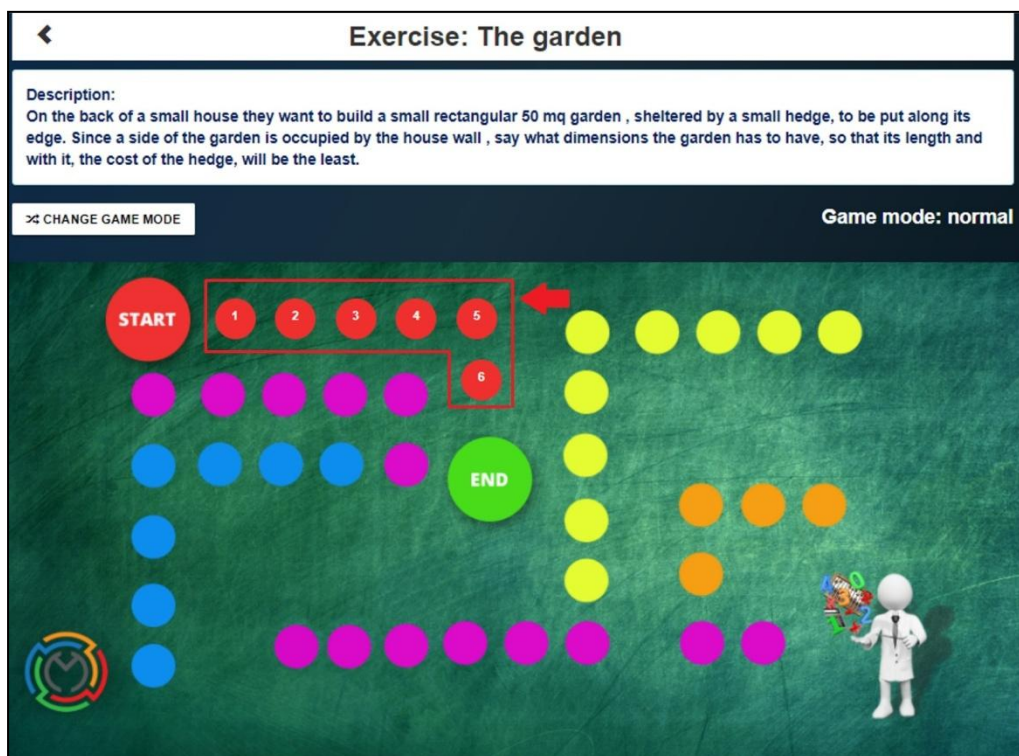 Exercise: The garden
Description:
On the back of a small house they want to build a small rectangular 50 mq garden , sheltered by a small hedge, to be put along its
edge. Since a side of the garden is occupied by the house wall , say what dimensions the garden has to have, so that its length and
with it, the cost of the hedge, will be the least.
CHANGE GAME MODE
Game mode: normal
START
1
2
3
4
5
6
END